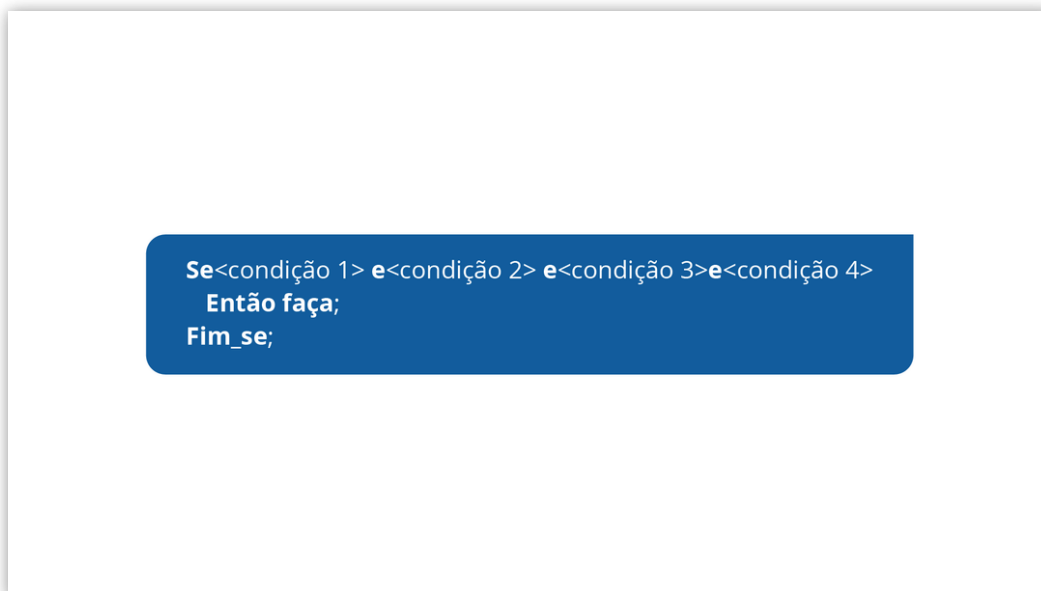 Se<condição 1> e<condição 2> e<condição 3>e<condição 4>
Então faça;
Fim_se;